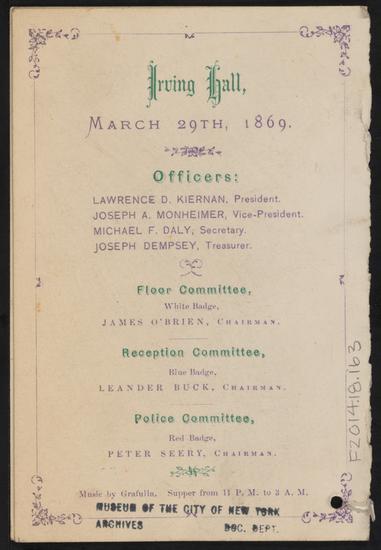 Irving Hall,
MARCH 29TH, 1869.
Officers:
LAWRENCE D. KIERNAN, President.
JOSEPH A. MONHEIMER, Vice-President.
MICHAEL F. DALY, Secretary.
JOSEPH DEMPSEY, Treasurer.
Floor Committee,
White Badge,
JAMES O'BRIEN, CHAIRMAN.
Reception Committee,
Blue Badge,
LEANDER BUCK, CHAIRMAN.
Police Committee,
Red Badge,
PETER SEERY, CHAIRMAN.
Music by Grafulla. Supper from 11 P. M. to 3 A. M.
MUSEUM OF THE CITY OF NEW YORK
ARCHIVES DOC. DEPT.
F2014.18.163